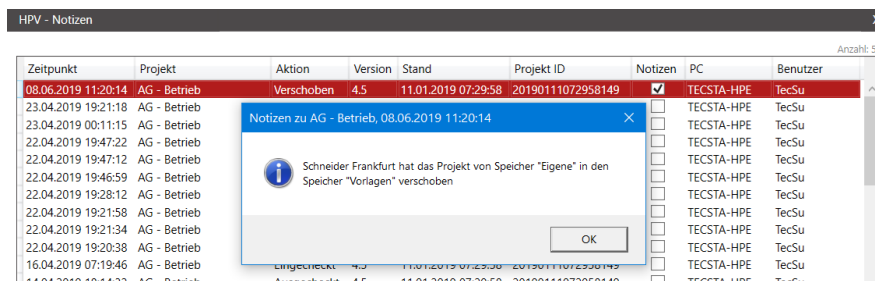 HPV - Notizen
Anzahl: 5
Zeitpunkt Projekt Aktion Version Stand Projekt ID Notizen PC Benutzer
08.06.2019 11:20:14 AG - Betrieb Verschoben 4.5 11.01.2019 07:29:58 20190111072958149 TECSTA-HPE TecSu
23.04.2019 19:21:18 AG - Betrieb TECSTA-HPE TecSu
23.04.2019 00:11:15 AG - Betrieb TECSTA-HPE TecSu
22.04.2019 19:47:22 AG - Betrieb TECSTA-HPE TecSu
22.04.2019 19:47:12 AG - Betrieb TECSTA-HPE TecSu
22.04.2019 19:46:59 AG - Betrieb TECSTA-HPE TecSu
22.04.2019 19:28:12 AG - Betrieb TECSTA-HPE TecSu
22.04.2019 19:21:58 AG - Betrieb TECSTA-HPE TecSu
22.04.2019 19:21:34 AG - Betrieb TECSTA-HPE TecSu
22.04.2019 19:20:38 AG - Betrieb TECSTA-HPE TecSu
16.04.2019 07:19:46 AG - Betrieb Eingecheckt 4.5 11.01.2019 07:29:58 20190111072958149 TECSTA-HPE TecSu
Notizen zu AG - Betrieb, 08.06.2019 11:20:14
Schneider Frankfurt hat das Projekt von Speicher "Eigene" in den
Speicher "Vorlagen" verschoben
OK